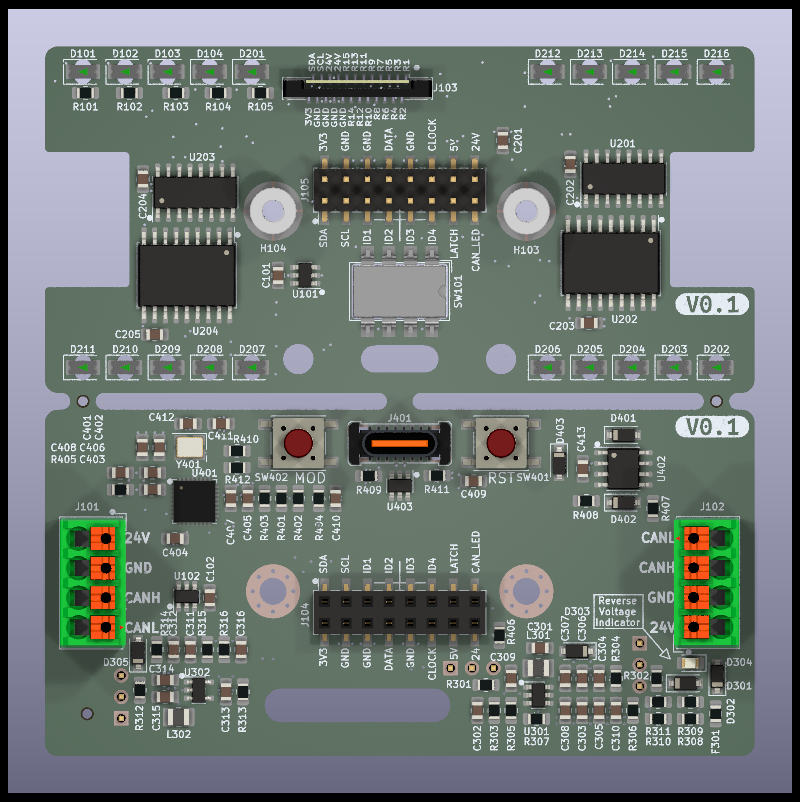 D101 D102 D103 D104 D201
SDA SCL 24V 24V R15 R13 R11 R9 R7 R5 R3 R1
D212 D213 D214 D215 D216
J103
R101 R102 R103 R104 R105
3V3 GND GND GND GND R14 R12 R10 R8 R6 R4 R2
3V3 GND GND DATA GND CLOCK 5V 24V
C201
U203
U201
J105
C204
C202
SDA SCL ID1 ID2 ID3 ID4 LATCH CAN_LED
H104
H103
C101
U101
SW101
C205
U204
C203
U202
V0.1
D211 D210 D209 D208 D207
D206 D205 D204 D203 D202
C401
C402
C412
C411
J401
D401
V0.1
C408 C406
R405 C403
Y401
R410
D403
C413
U401
R412
SW402 MOD
RST SW401
U402
R409
R411
C409
U403
C407 C405 R403 R401 R402 R404 C410
R408
D402
R407
J101
J102
24V
GND
CANH
CANL
CANL
CANH
GND
24V
C404
U102
C102
SDA SCL ID1 ID2 ID3 ID4 LATCH CAN_LED
J104
3V3 GND GND DATA GND CLOCK 5V 24V
Reverse
Voltage
Indicator
R314 C312 C311 R315 R316 C316
R406
C301
L301
C307 D303 C306 C304 R304
D305
C314
U302
C309
R301
R302
D304
D301
R312 C315
L302
C313 R313
C302 R303 R305
U301
R307
C308 C303 C305 C310 R306
R311
R310
R309
R308
F301
D302